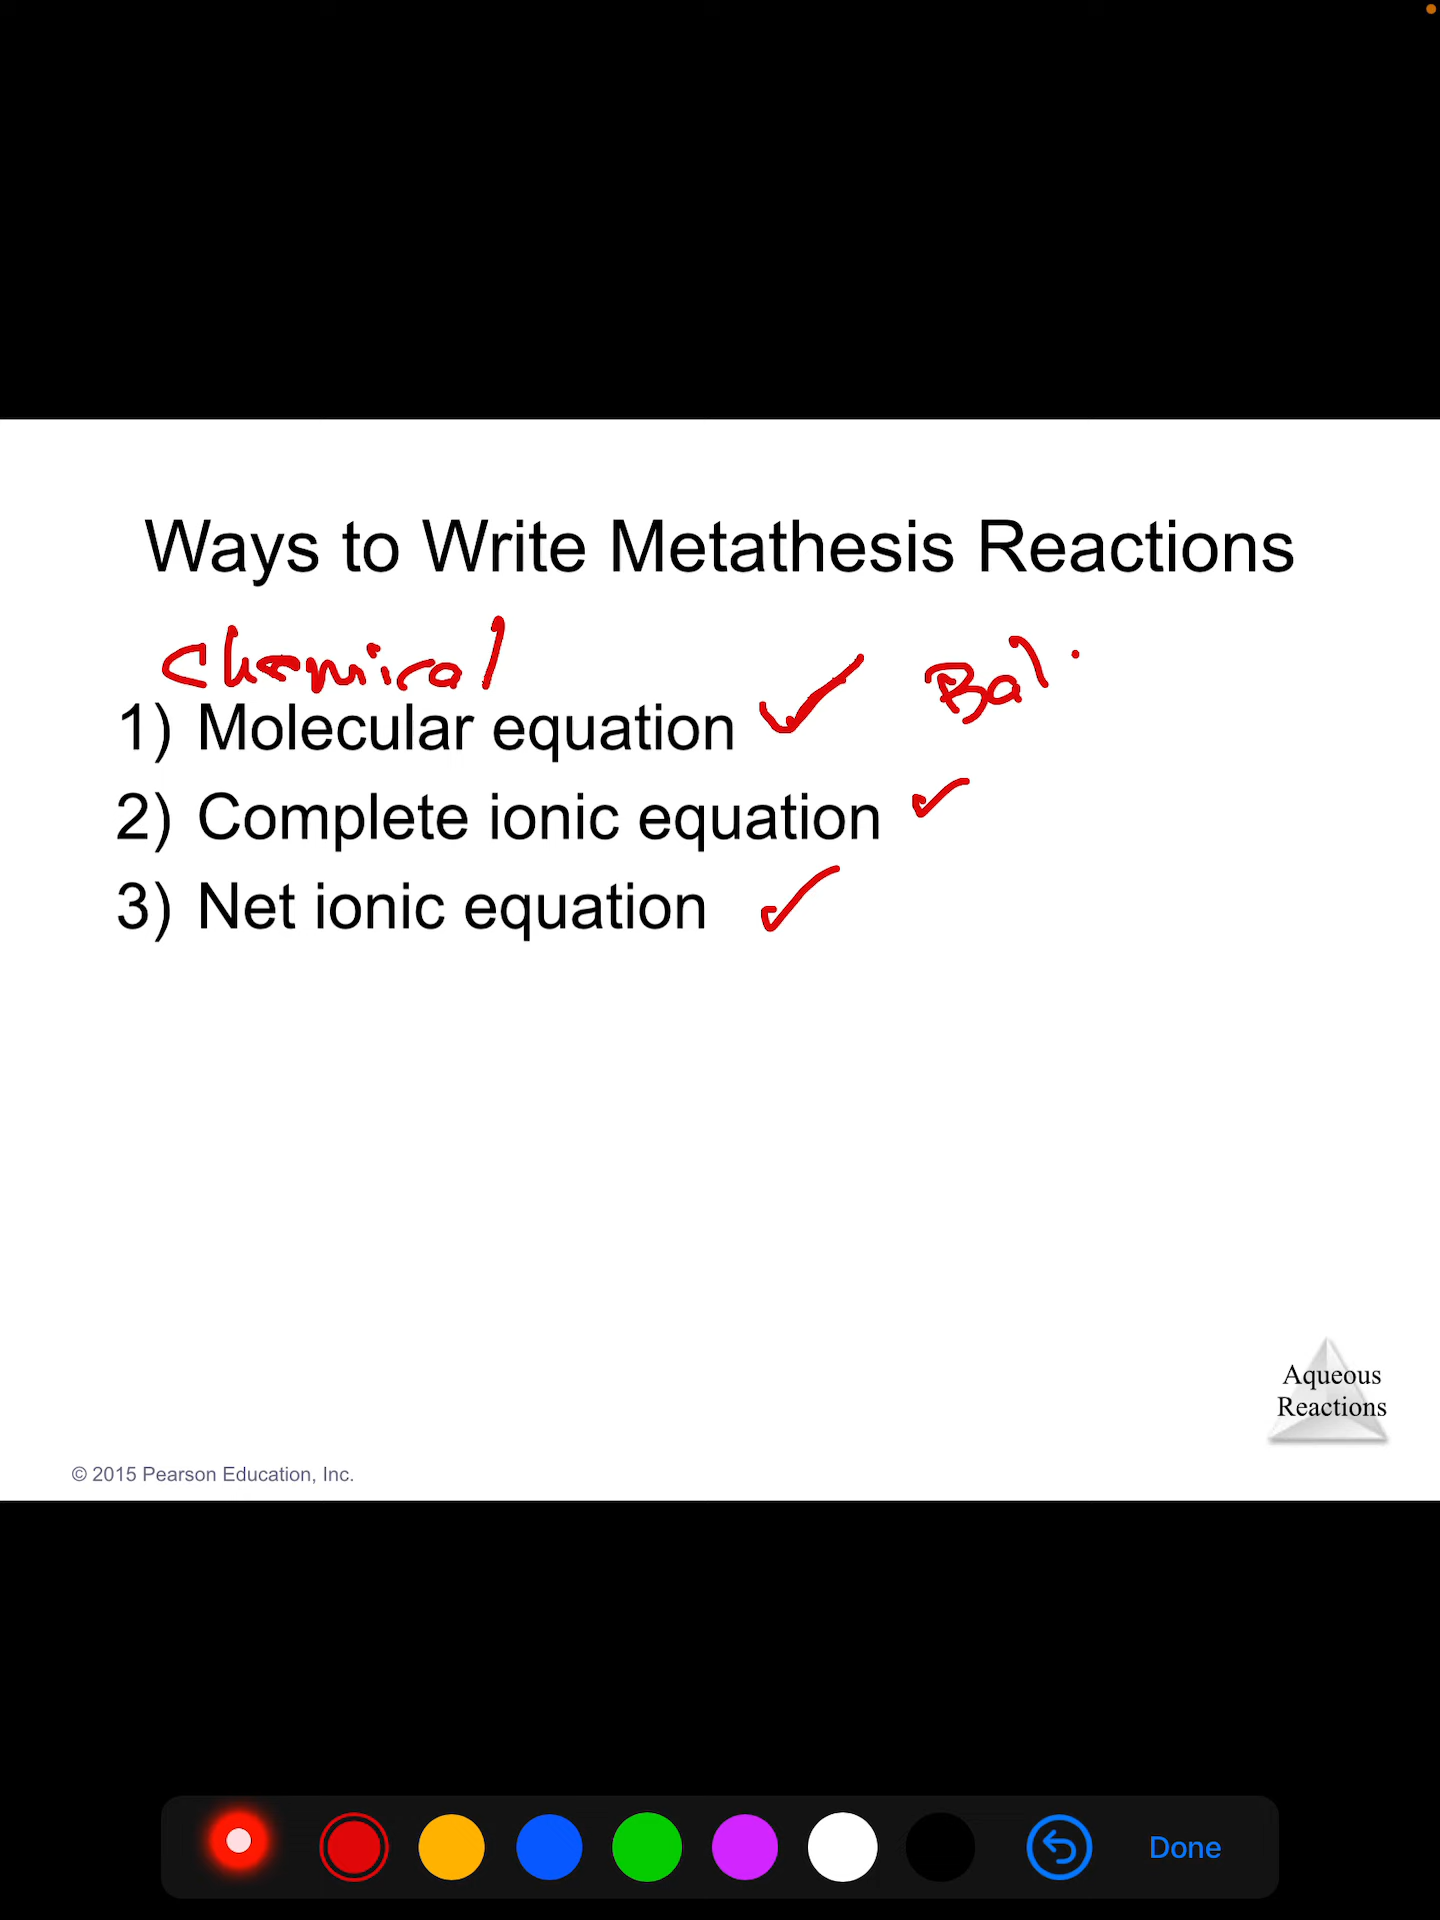 Ways to Write Metathesis Reactions
Chemical
Bal.
1) Molecular equation
2) Complete ionic equation
3) Net ionic equation
Aqueous
Reactions
© 2015 Pearson Education, Inc.
Done